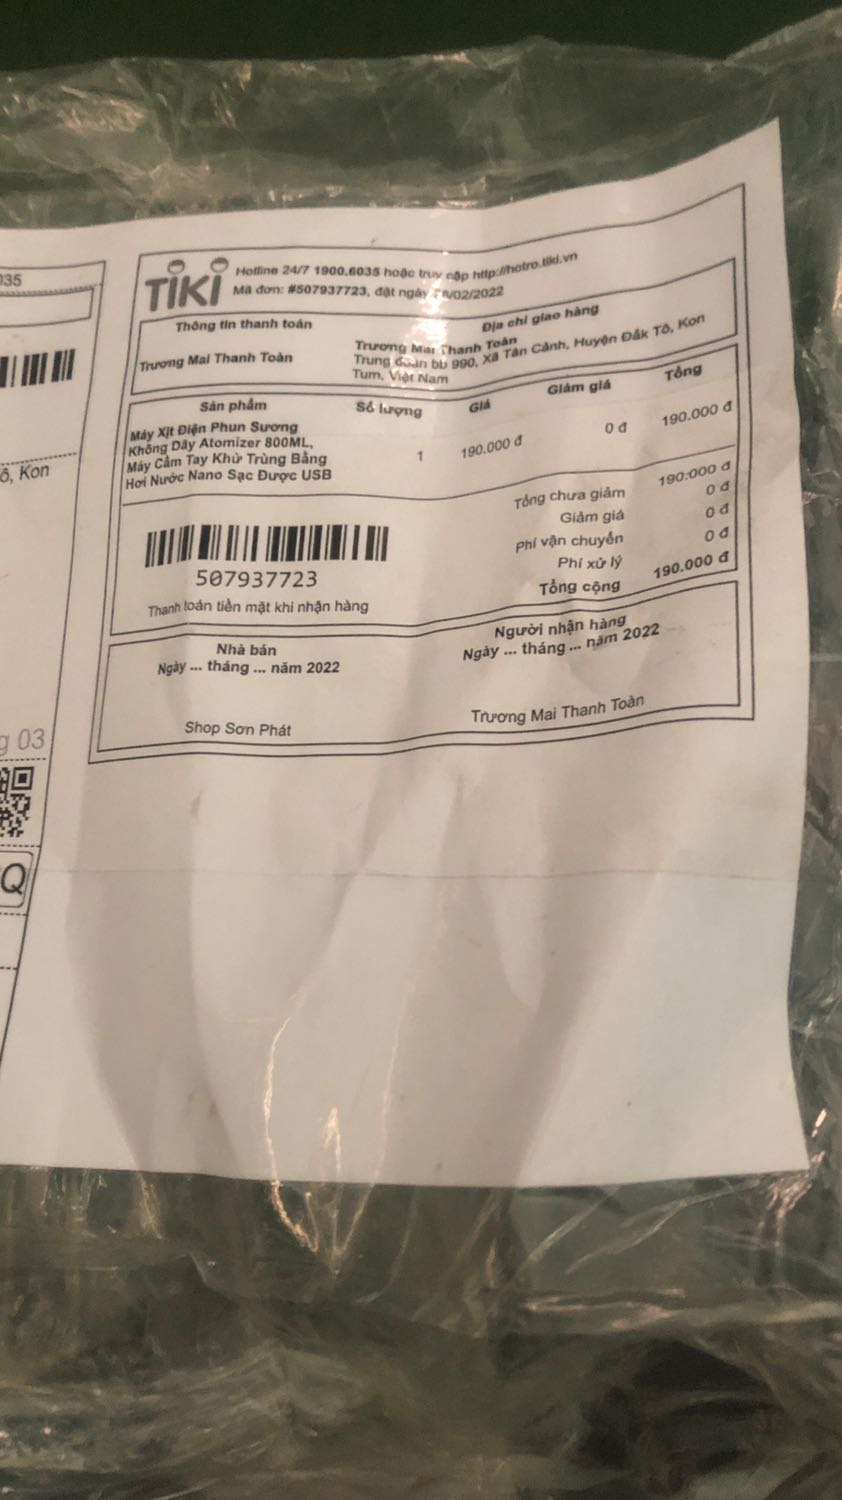 035
TIKI
Hotline 24/7 1900.6035 hoặc truy cập http://hotro.tiki.vn
Mã đơn: #507937723, đặt ngày /02/2022
Thông tin thanh toán
Địa chỉ giao hàng
Trương Mai Thanh Toàn
Trương Mai Thanh Toàn
Trung đoàn bb 990, Xã Tân Cảnh, Huyện Đắk Tô, Kon
Tum, Việt Nam
Sản phẩm Số lượng Giá Giảm giá Tổng
Máy Xịt Điện Phun Sương
Không Dây Atomizer 800ML,
Máy Cầm Tay Khử Trùng Bằng
Hơi Nước Nano Sạc Được USB
1 190.000 đ 0 đ 190.000 đ
Tổng chưa giảm 190.000 đ
Giảm giá 0 đ
Phí vận chuyển 0 đ
Phí xử lý 0 đ
Tổng cộng 190.000 đ
507937723
Thanh toán tiền mặt khi nhận hàng
Nhà bán
Ngày ... tháng ... năm 2022
Shop Sơn Phát
Người nhận hàng
Ngày ... tháng ... năm 2022
Trương Mai Thanh Toàn
ô, Kon
g 03
Q